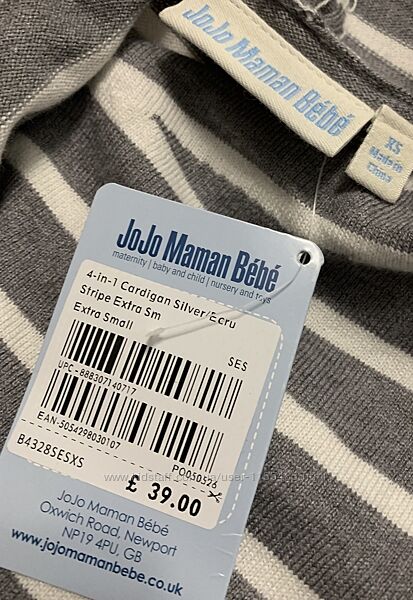 JoJo Maman Bébé
XS
Made in
China
JoJo Maman Bébé
maternity | baby and child | nursery and toys
4-in-1 Cardigan Silver/Ecru
Stripe Extra Sm
Extra Small
SES
UPC-888307140717
EAN-5054298030107
B4328SESXS
PO050576
£ 39.00
JoJo Maman Bébé
Oxwich Road, Newport
NP19 4PU, GB
www.jojomamanbebe.co.uk